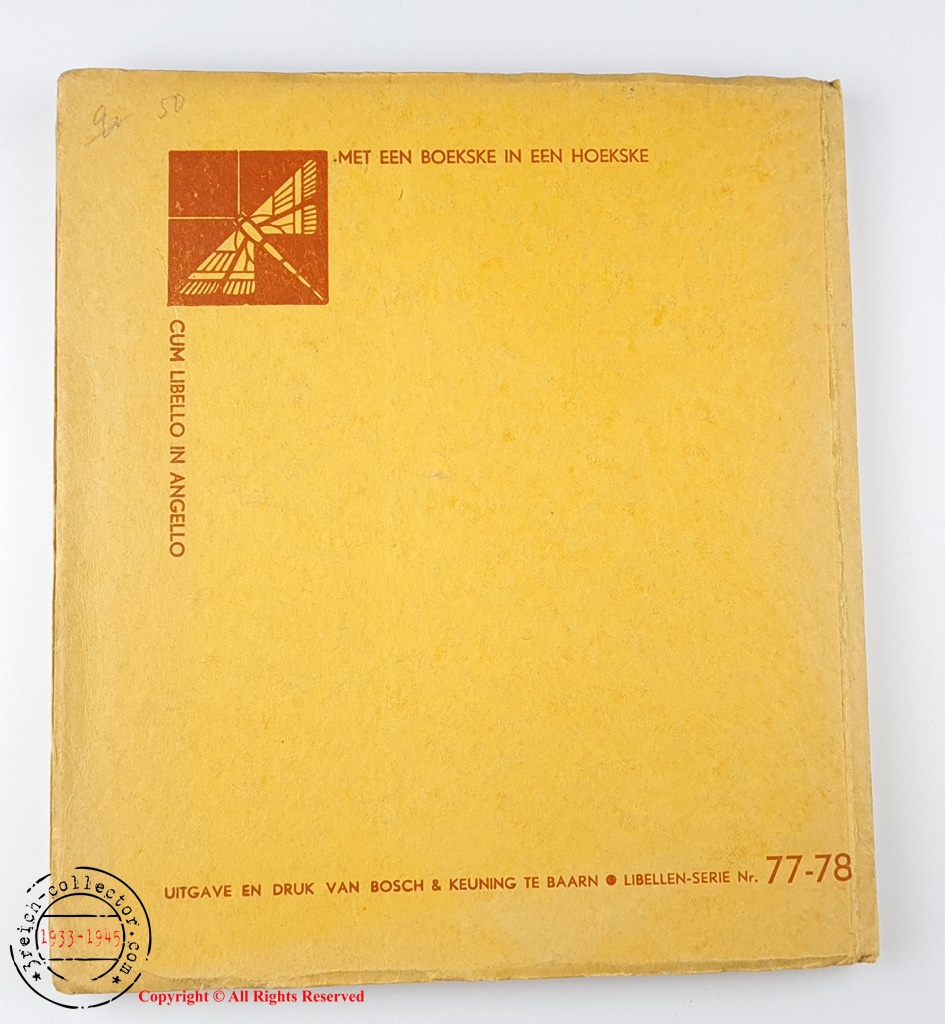 50
.MET EEN BOEKSKE IN EEN HOEKSKE
CUM LIBELLO IN ANGELLO
UITGAVE EN DRUK VAN BOSCH & KEUNING TE BAARN ● LIBELLEN-SERIE Nr. 77-78
3reich-collector.com
1933-1945
Copyright © All Rights Reserved